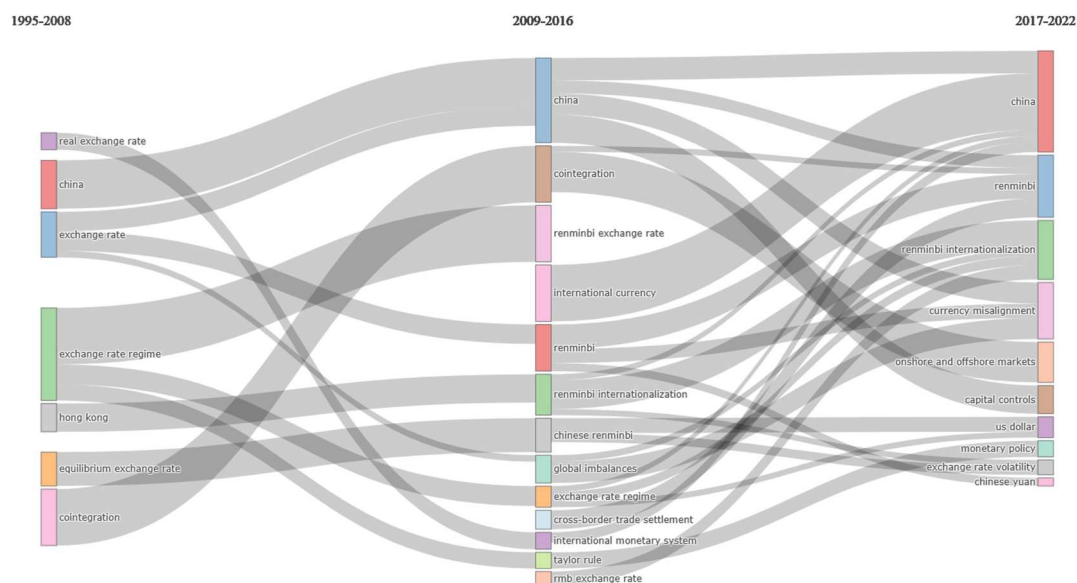 1995-2008
2009-2016
2017-2022
real exchange rate
china
exchange rate
exchange rate regime
hong kong
equilibrium exchange rate
cointegration
china
cointegration
renminbi exchange rate
international currency
renminbi
renminbi internationalization
chinese renminbi
global imbalances
exchange rate regime
cross-border trade settlement
international monetary system
taylor rule
rmb exchange rate
china
renminbi
renminbi internationalization
currency misalignment
onshore and offshore markets
capital controls
us dollar
monetary policy
exchange rate volatility
chinese yuan